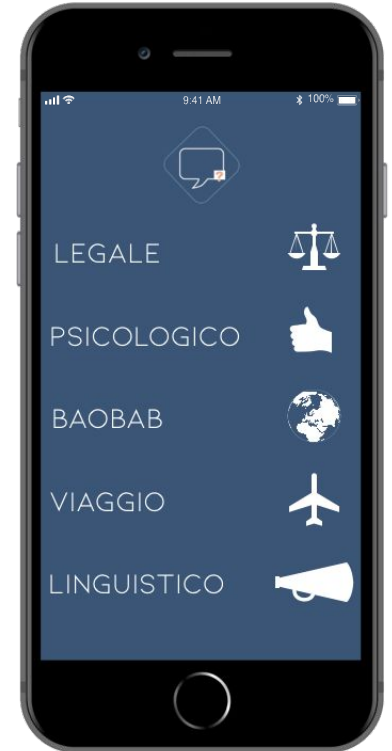 9:41 AM 100%
LEGALE
PSICOLOGICO
BAOBAB
VIAGGIO
LINGUISTICO